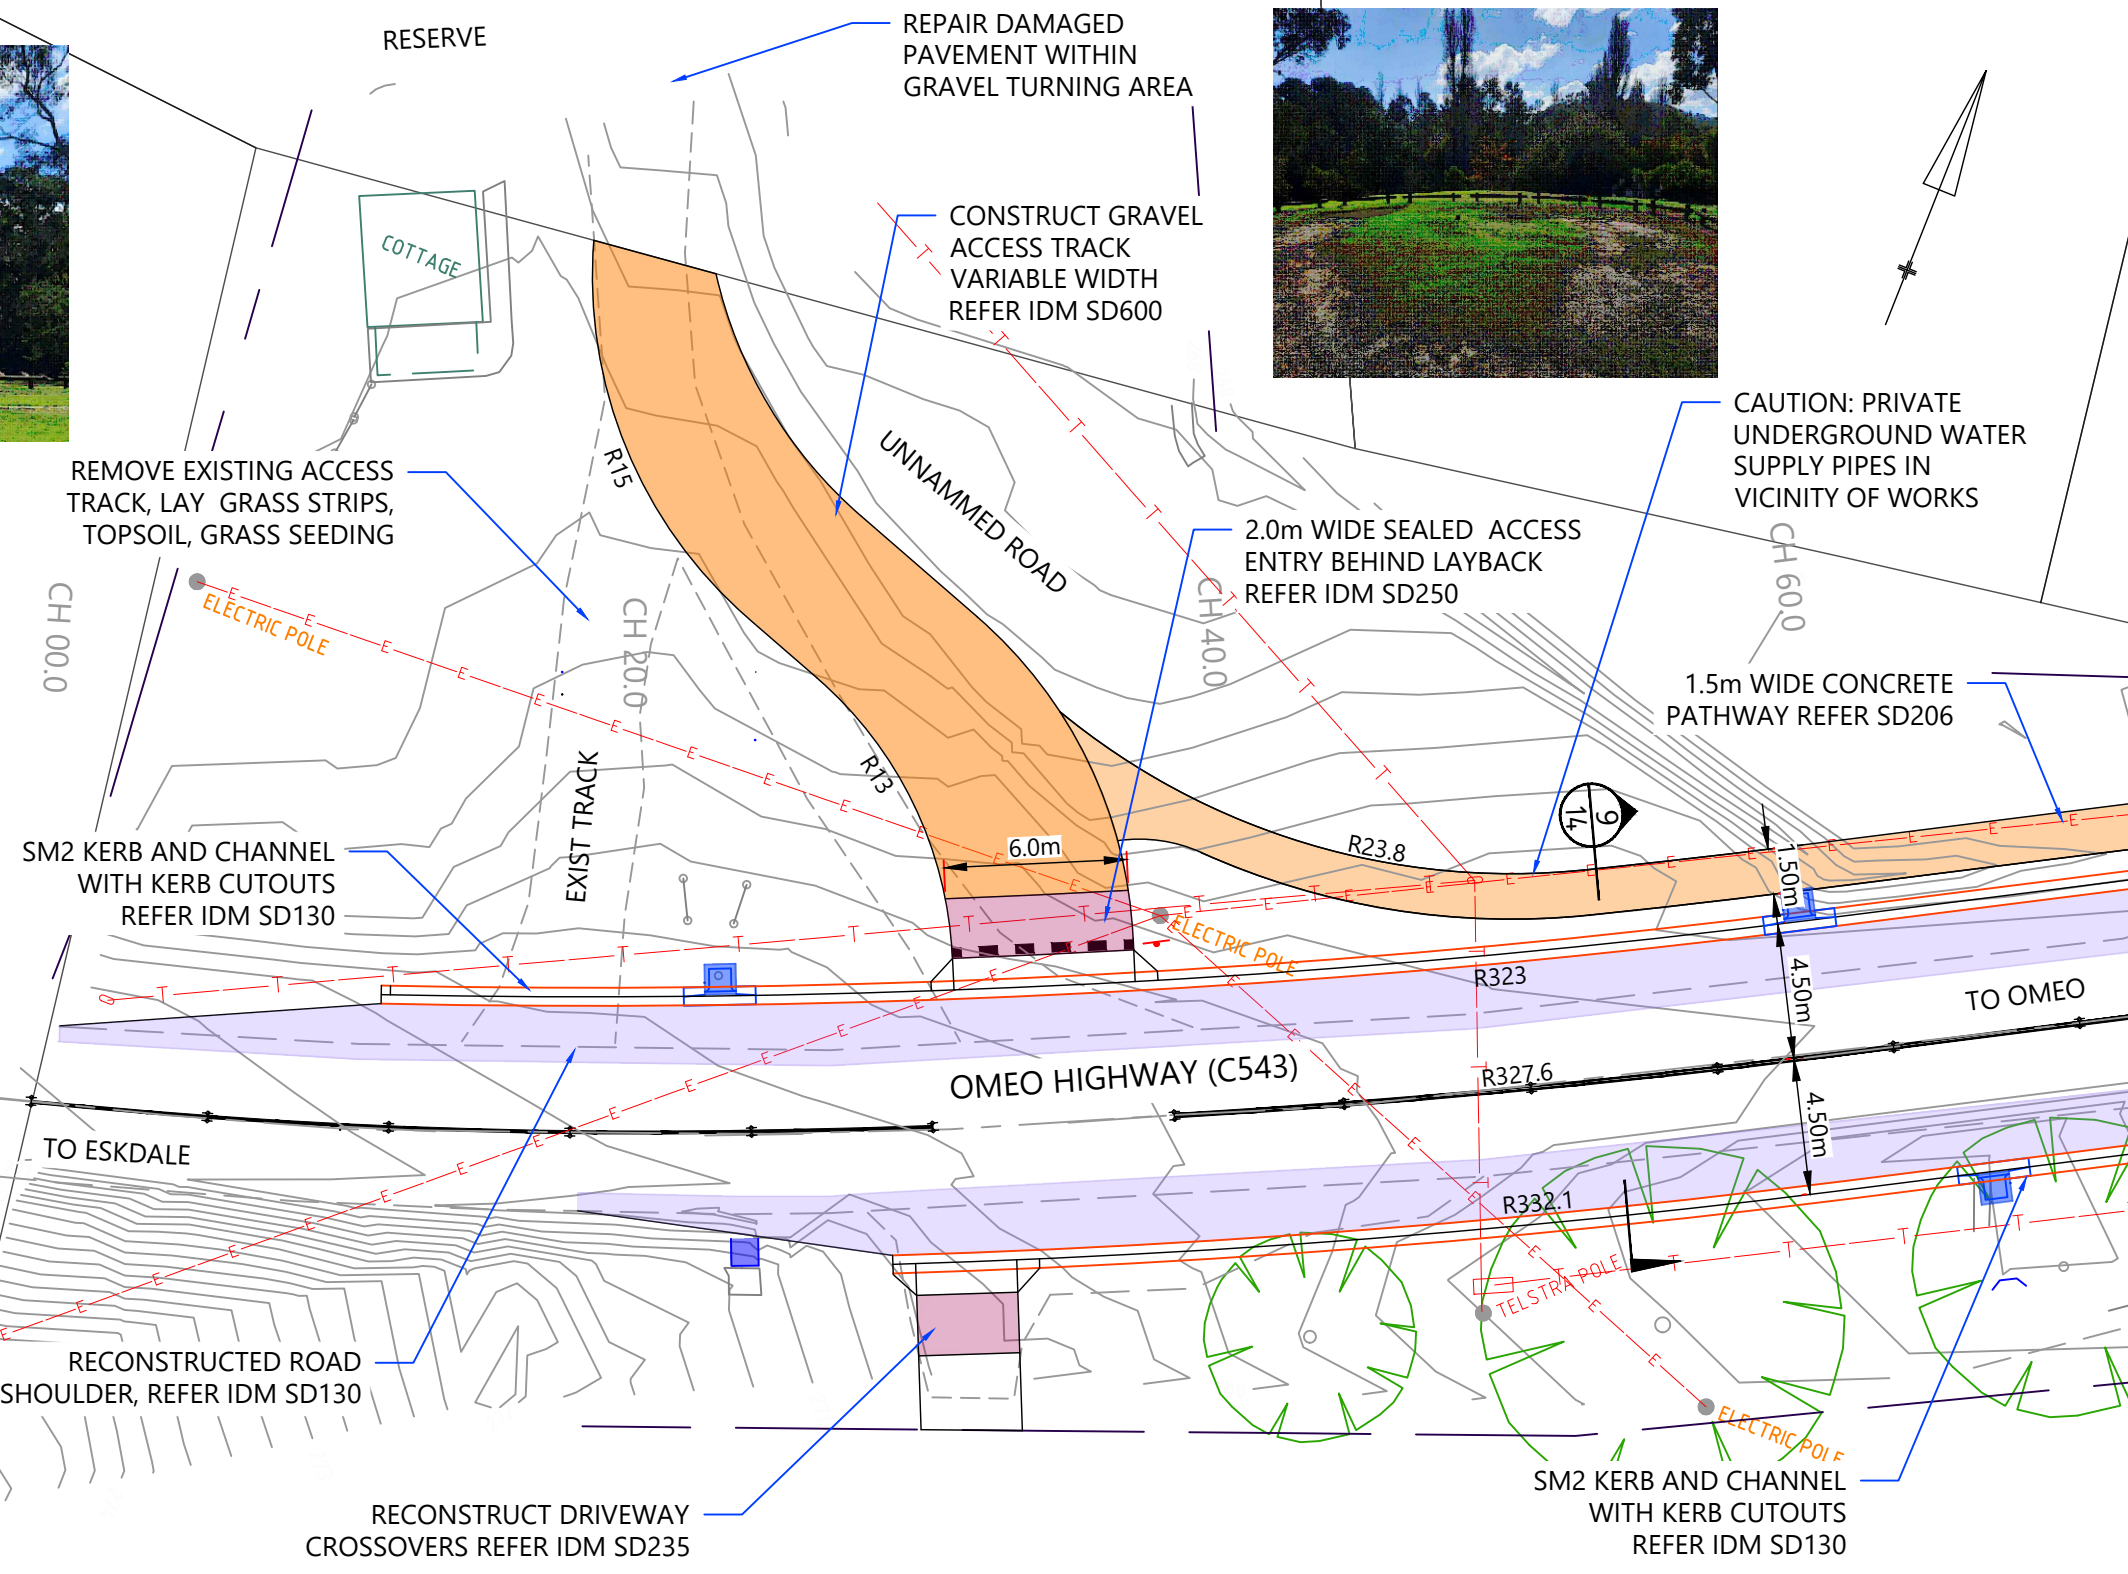 RESERVE
REPAIR DAMAGED
PAVEMENT WITHIN
GRAVEL TURNING AREA
COTTAGE
CONSTRUCT GRAVEL
ACCESS TRACK
VARIABLE WIDTH
REFER IDM SD600
CAUTION: PRIVATE
UNDERGROUND WATER
SUPPLY PIPES IN
VICINITY OF WORKS
REMOVE EXISTING ACCESS
TRACK, LAY GRASS STRIPS,
TOPSOIL, GRASS SEEDING
R15
UNNAMMED ROAD
2.0m WIDE SEALED ACCESS
ENTRY BEHIND LAYBACK
REFER IDM SD250
CH 00.0
CH 20.0
CH 40.0
CH 60.0
ELECTRIC POLE
1.5m WIDE CONCRETE
PATHWAY REFER SD206
EXIST TRACK
R13
SM2 KERB AND CHANNEL
WITH KERB CUTOUTS
REFER IDM SD130
6.0m
R23.8
9
14
1.50m
ELECTRIC POLE
R323
4.50m
TO OMEO
OMEO HIGHWAY (C543)
R327.6
TO ESKDALE
4.50m
R332.1
TELSTRA POLE
RECONSTRUCTED ROAD
SHOULDER, REFER IDM SD130
ELECTRIC POLE
RECONSTRUCT DRIVEWAY
CROSSOVERS REFER IDM SD235
SM2 KERB AND CHANNEL
WITH KERB CUTOUTS
REFER IDM SD130